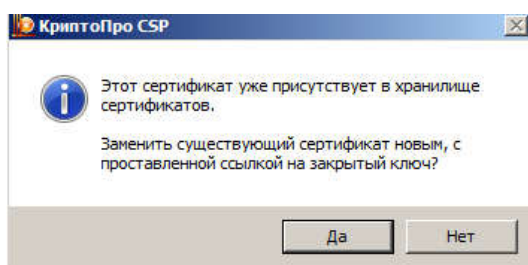 КриптоПро CSP
Этот сертификат уже присутствует в хранилище
сертификатов.
Заменить существующий сертификат новым, с
проставленной ссылкой на закрытый ключ?
Да
Нет